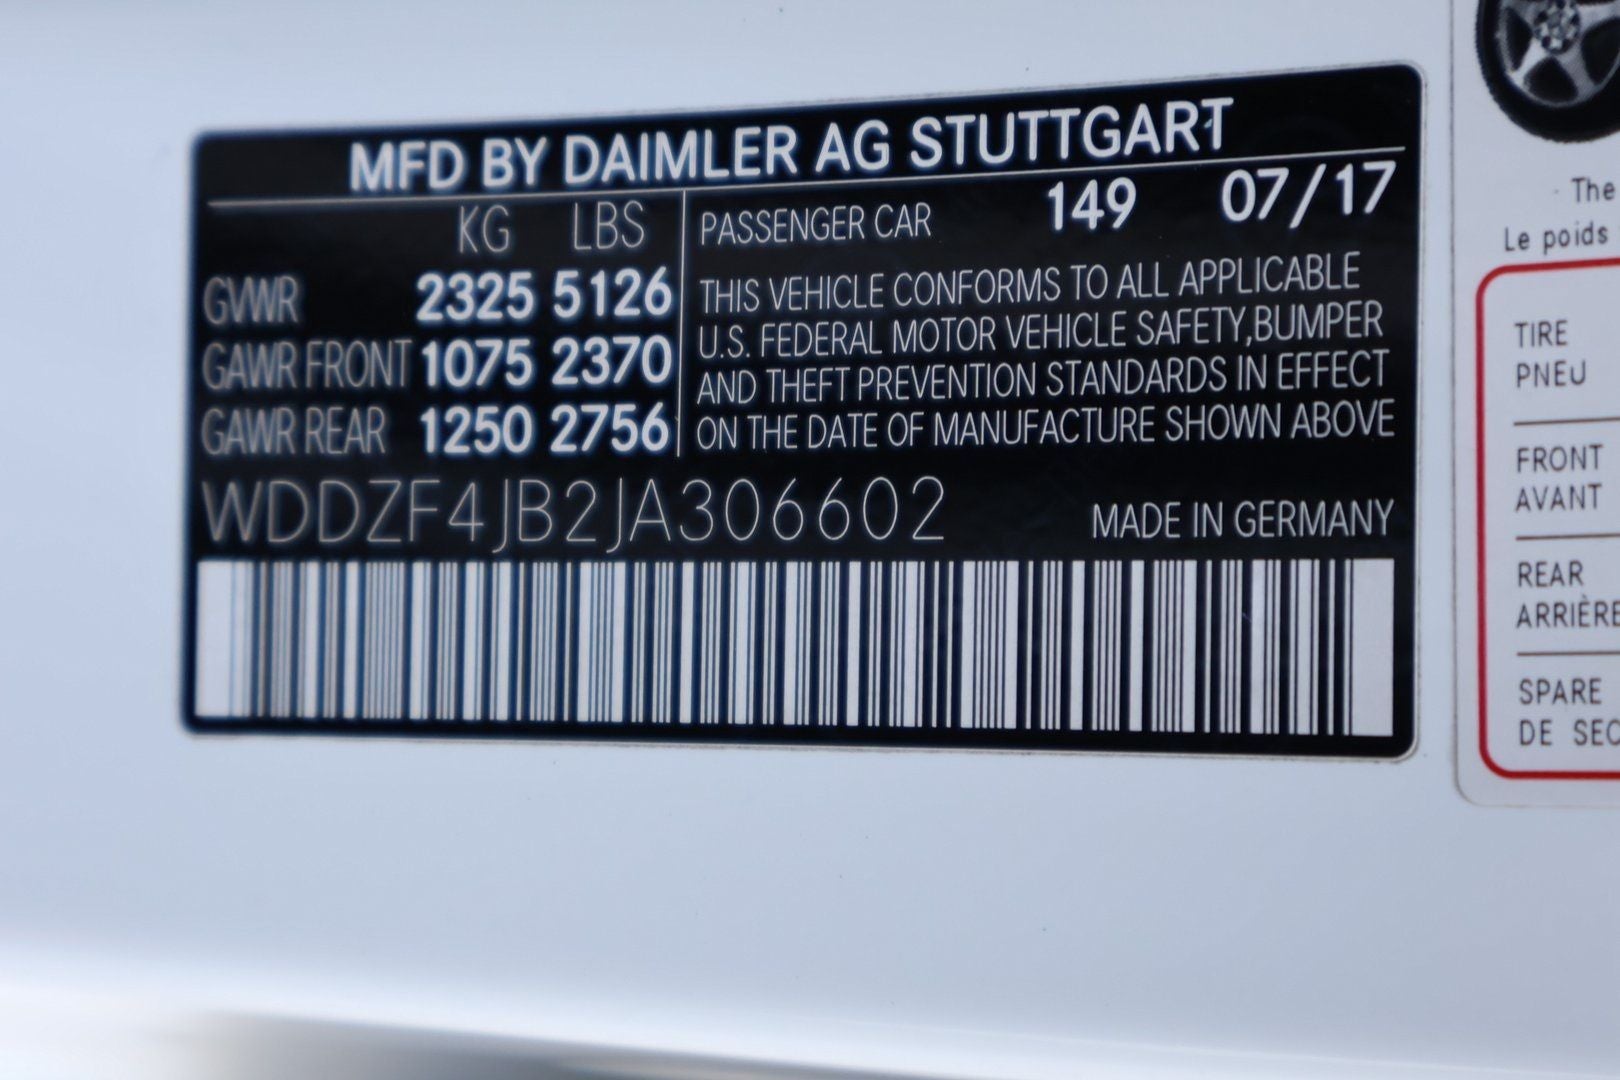 MFD BY DAIMLER AG STUTTGART
KG LBS
GVWR 2325 5126
GAWR FRONT 1075 2370
GAWR REAR 1250 2756
PASSENGER CAR 149 07/17
THIS VEHICLE CONFORMS TO ALL APPLICABLE
U.S. FEDERAL MOTOR VEHICLE SAFETY,BUMPER
AND THEFT PREVENTION STANDARDS IN EFFECT
ON THE DATE OF MANUFACTURE SHOWN ABOVE
WDDZF4JB2JA306602
MADE IN GERMANY
The
Le poids
TIRE
PNEU
FRONT
AVANT
REAR
ARRIÈRE
SPARE
DE SEC